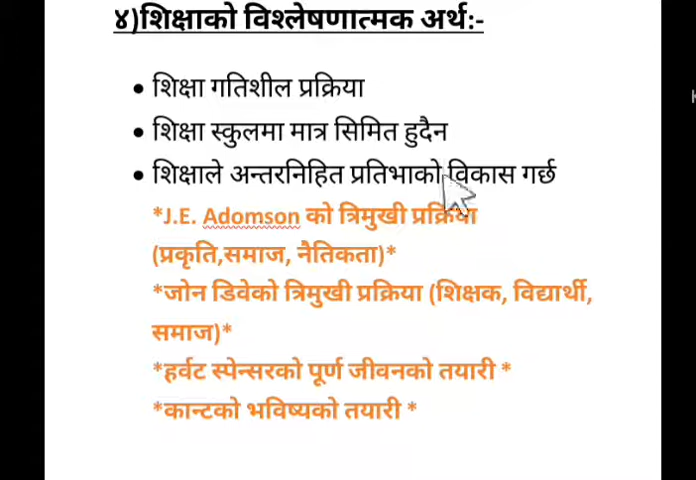 ४)शिक्षाको विश्लेषणात्मक अर्थ:-
• शिक्षा गतिशील प्रक्रिया
• शिक्षा स्कुलमा मात्र सिमित हुदैन
• शिक्षाले अन्तरनिहित प्रतिभाको विकास गर्छ
*J.E. Adomson को त्रिमुखी प्रक्रिया
(प्रकृति,समाज, नैतिकता)*
*जोन डिवेको त्रिमुखी प्रक्रिया (शिक्षक, विद्यार्थी,
समाज)*
*हर्वट स्पेन्सरको पूर्ण जीवनको तयारी *
*कान्टको भविष्यको तयारी *